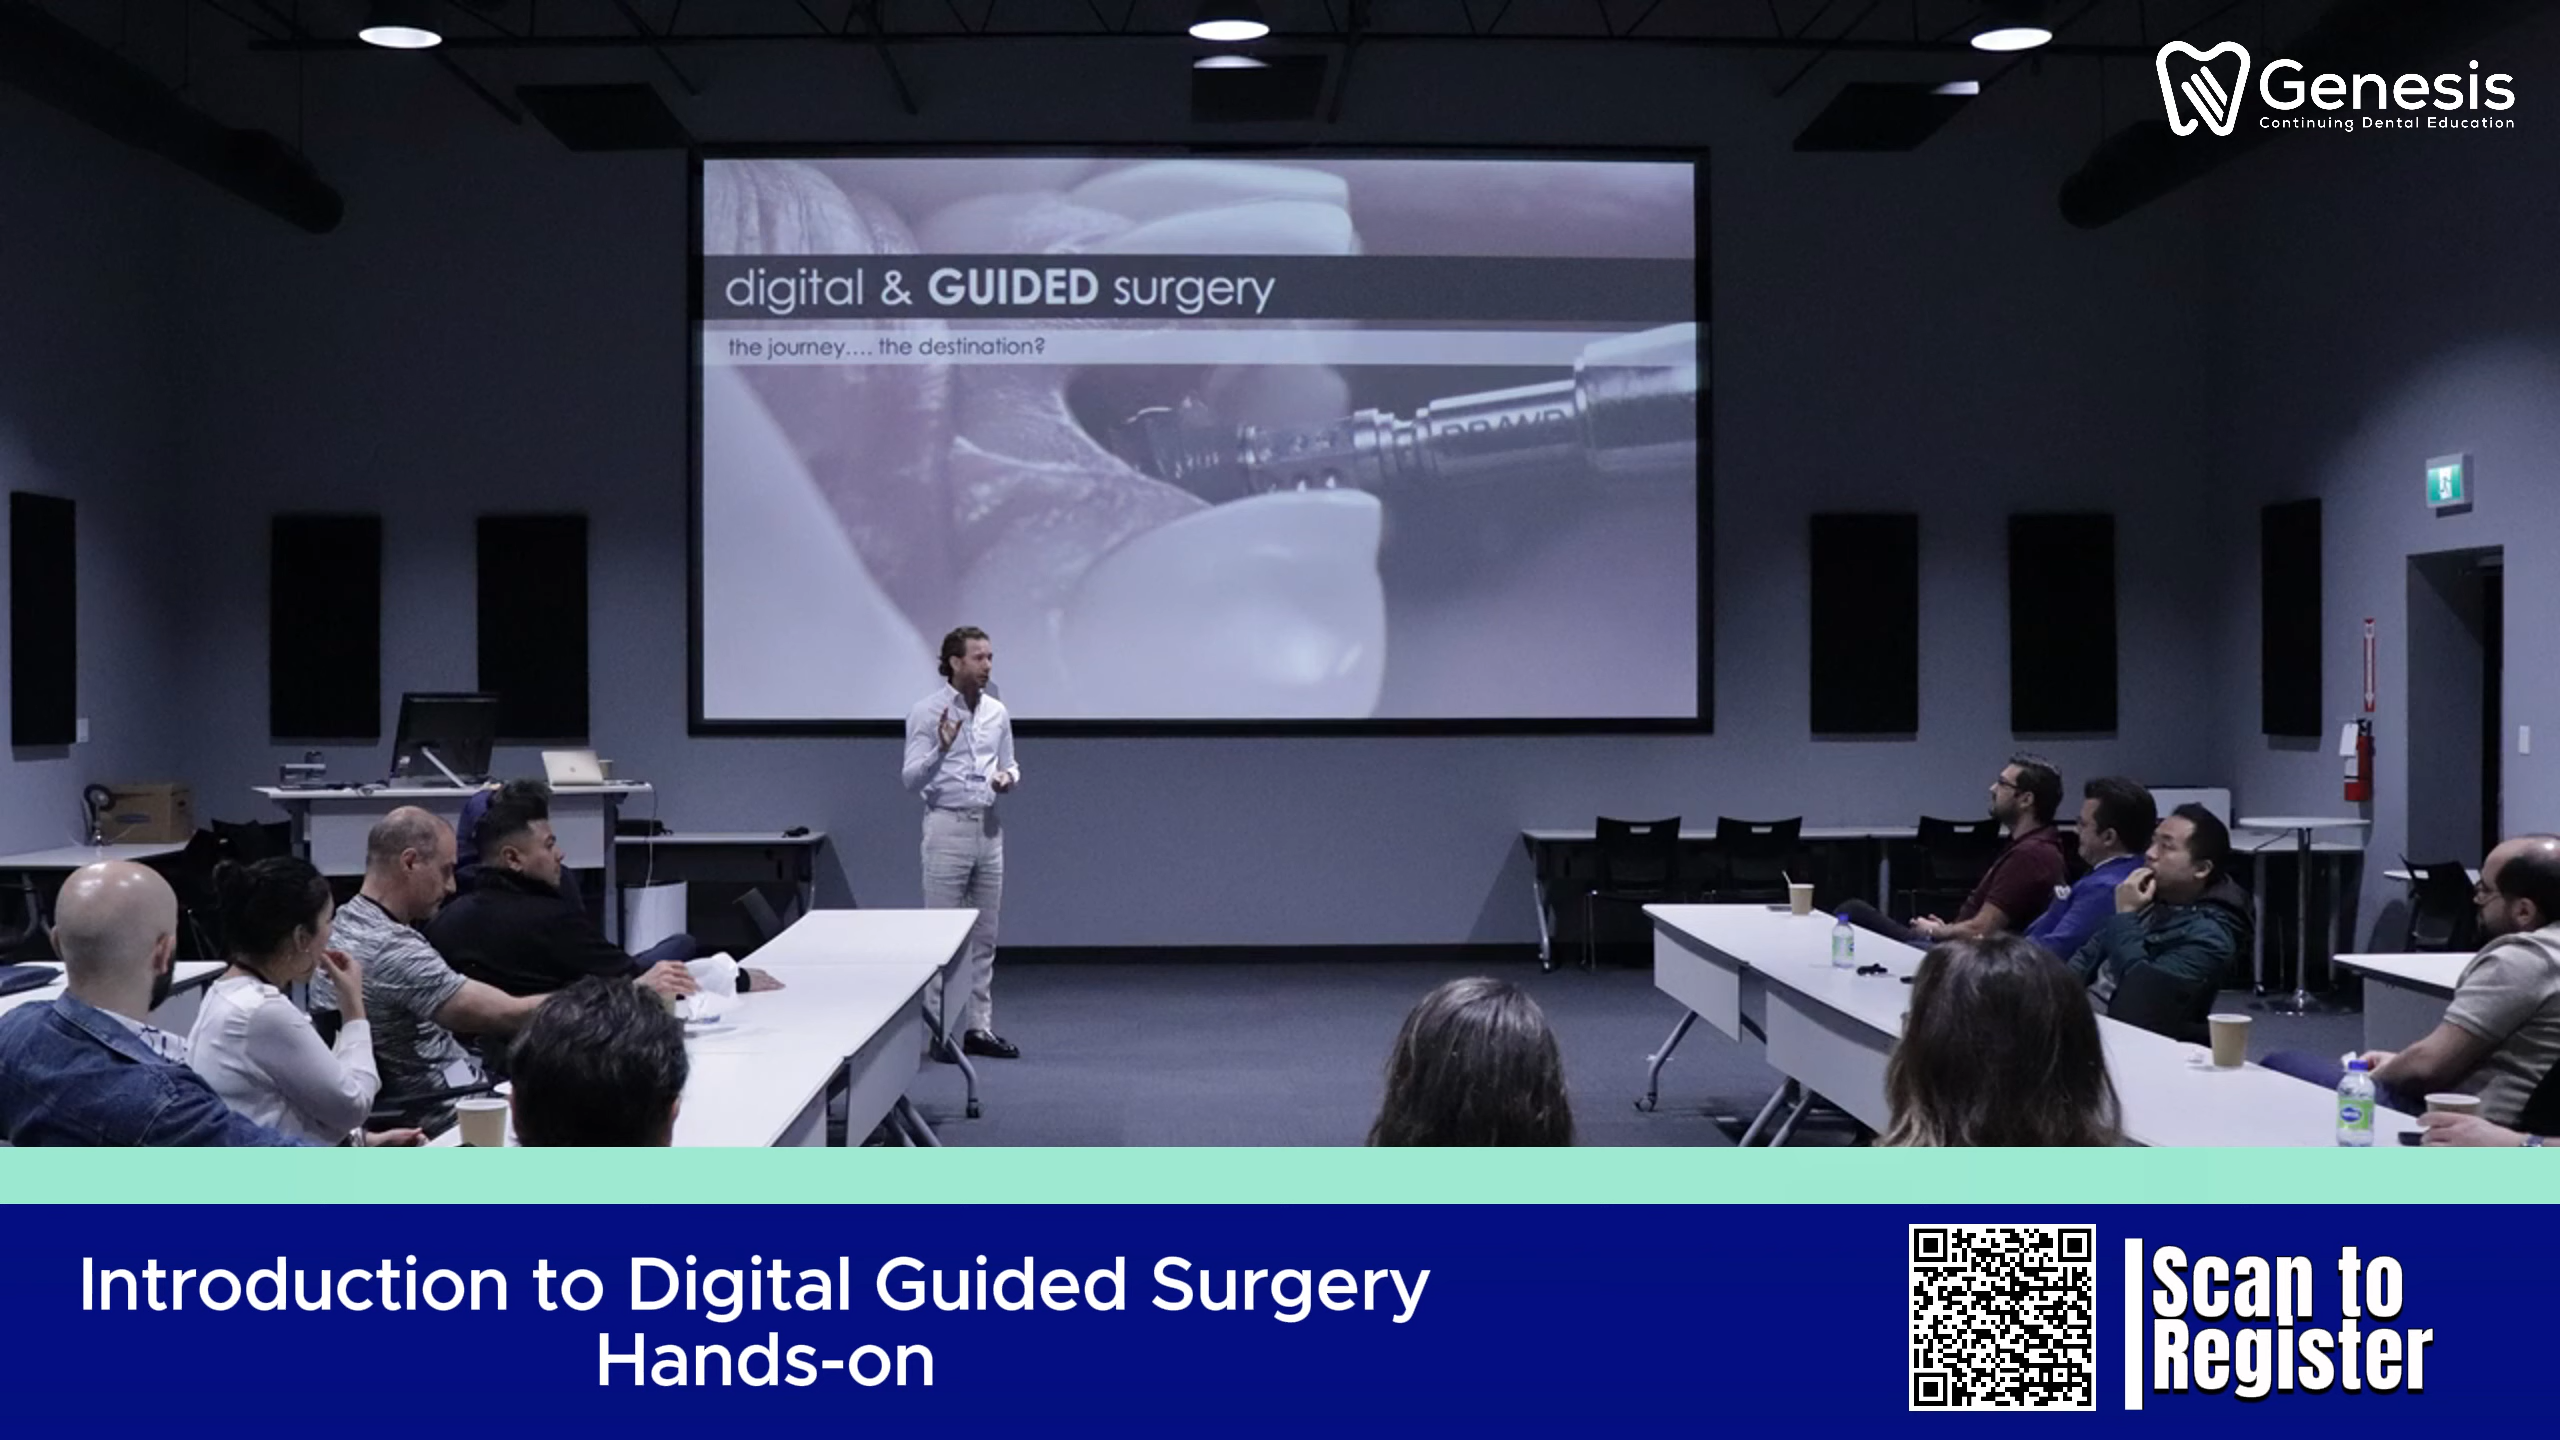 Genesis
Continuing Dental Education
digital & GUIDED surgery
the journey.... the destination?
Introduction to Digital Guided Surgery
Hands-on
Scan to
Register